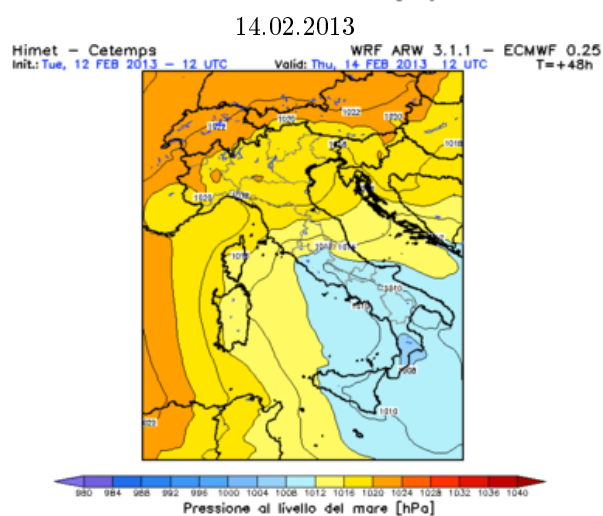 14.02.2013
Himet - Cetemps WRF ARW 3.1.1 - ECMWF 0.25
Init.: Tue, 12 FEB 2013 - 12 UTC Valid: Thu, 14 FEB 2013 12 UTC T=+48h
1022
1020
1022
1020
1018
1020
1010
1008
1010
980 984 988 992 996 1000 1004 1008 1012 1016 1020 1024 1028 1032 1036 1040
Pressione al livello del mare [hPa]